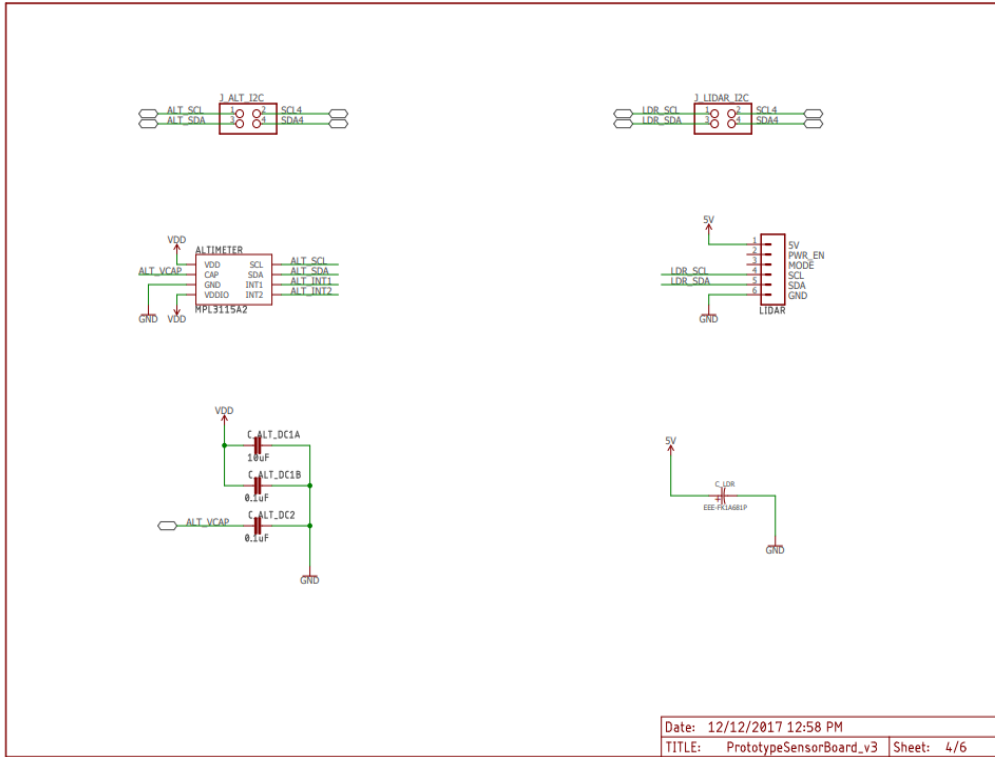 J_ALT_I2C
ALT_SCL 1 2 SCL4
ALT_SDA 3 4 SDA4
J_LIDAR_I2C
LDR_SCL 1 2 SCL4
LDR_SDA 3 4 SDA4
VDD
ALTIMETER
VDD SCL ALT_SCL
ALT_VCAP CAP SDA ALT_SDA
GND INT1 ALT_INT1
VDDIO INT2 ALT_INT2
MPL3115A2
GND VDD
5V
1 5V
2 PWR_EN
3 MODE
LDR_SCL 4 SCL
LDR_SDA 5 SDA
6 GND
LIDAR
GND
VDD
C_ALT_DC1A
10uF
C_ALT_DC1B
0.1uF
C_ALT_DC2
ALT_VCAP
0.1uF
GND
5V
C_LDR
+
EEE-FK1A681P
GND
Date: 12/12/2017 12:58 PM
TITLE: PrototypeSensorBoard_v3 Sheet: 4/6